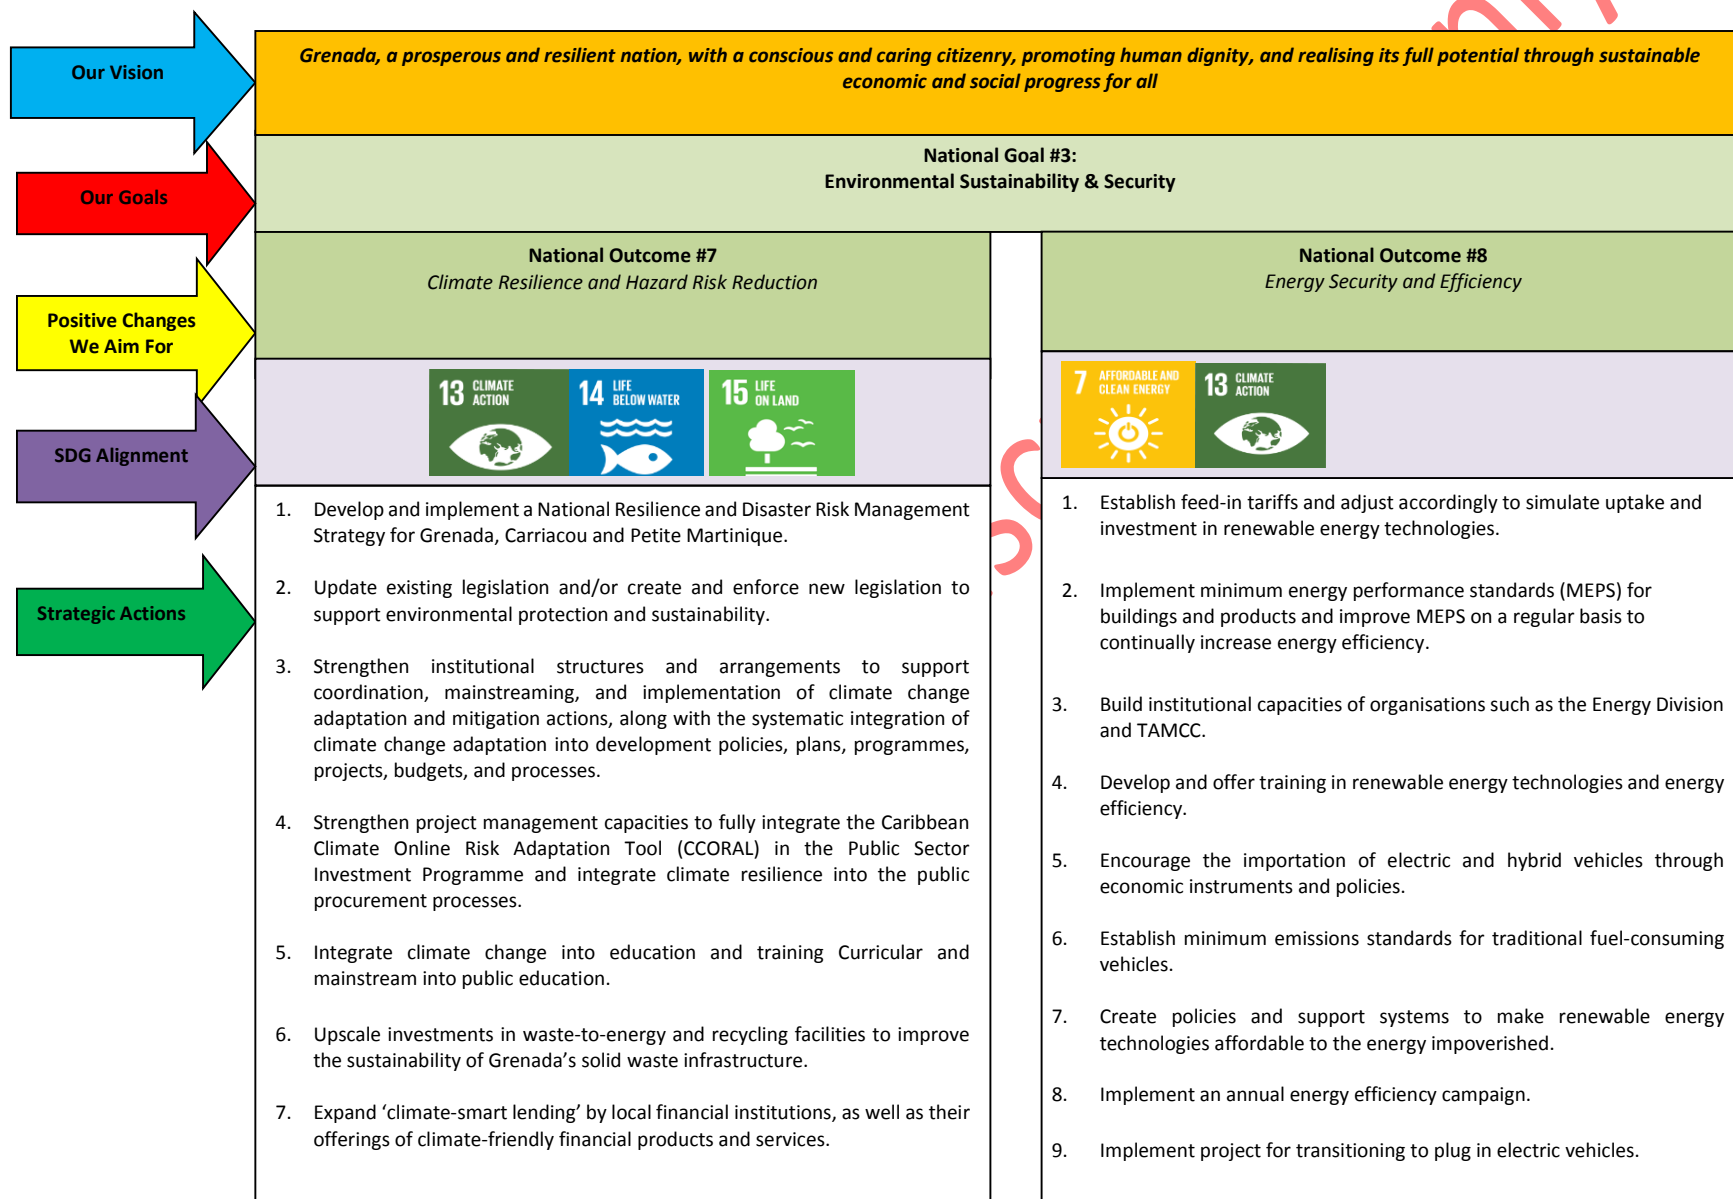 Our Vision
Grenada, a prosperous and resilient nation, with a conscious and caring citizenry, promoting human dignity, and realising its full potential through sustainable
economic and social progress for all
Our Goals
National Goal #3:
Environmental Sustainability & Security
Positive Changes
We Aim For
National Outcome #7
Climate Resilience and Hazard Risk Reduction
National Outcome #8
Energy Security and Efficiency
SDG Alignment
13 CLIMATE
ACTION
14 LIFE
BELOW WATER
15 LIFE
ON LAND
7 AFFORDABLE AND
CLEAN ENERGY
13 CLIMATE
ACTION
Strategic Actions
1. Develop and implement a National Resilience and Disaster Risk Management
Strategy for Grenada, Carriacou and Petite Martinique.
2. Update existing legislation and/or create and enforce new legislation to
support environmental protection and sustainability.
3. Strengthen institutional structures and arrangements to support
coordination, mainstreaming, and implementation of climate change
adaptation and mitigation actions, along with the systematic integration of
climate change adaptation into development policies, plans, programmes,
projects, budgets, and processes.
4. Strengthen project management capacities to fully integrate the Caribbean
Climate Online Risk Adaptation Tool (CCORAL) in the Public Sector
Investment Programme and integrate climate resilience into the public
procurement processes.
5. Integrate climate change into education and training Curricular and
mainstream into public education.
6. Upscale investments in waste-to-energy and recycling facilities to improve
the sustainability of Grenada’s solid waste infrastructure.
7. Expand ‘climate-smart lending’ by local financial institutions, as well as their
offerings of climate-friendly financial products and services.
1. Establish feed-in tariffs and adjust accordingly to simulate uptake and
investment in renewable energy technologies.
2. Implement minimum energy performance standards (MEPS) for
buildings and products and improve MEPS on a regular basis to
continually increase energy efficiency.
3. Build institutional capacities of organisations such as the Energy Division
and TAMCC.
4. Develop and offer training in renewable energy technologies and energy
efficiency.
5. Encourage the importation of electric and hybrid vehicles through
economic instruments and policies.
6. Establish minimum emissions standards for traditional fuel-consuming
vehicles.
7. Create policies and support systems to make renewable energy
technologies affordable to the energy impoverished.
8. Implement an annual energy efficiency campaign.
9. Implement project for transitioning to plug in electric vehicles.